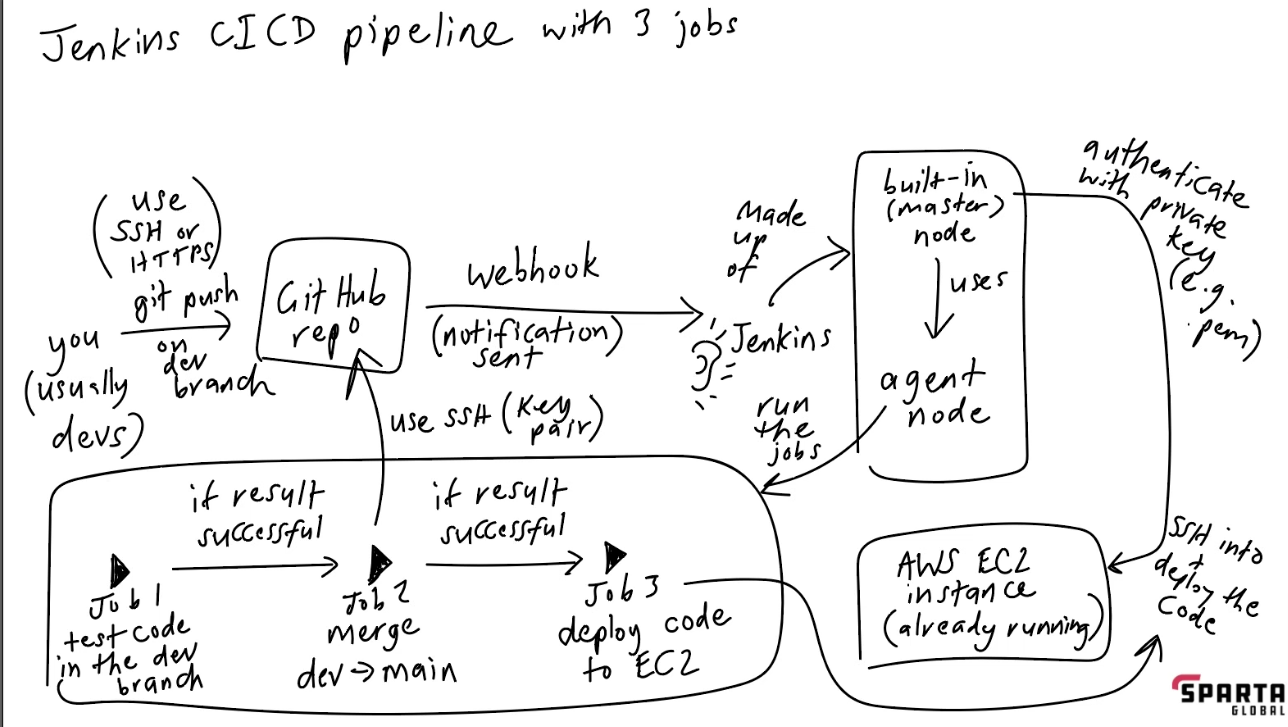 Jenkins CICD pipeline with 3 jobs
(use
SSH or
HTTPS)
git push
on
dev
branch
you
(usually
devs)
GitHub
repo
webhook
(notification)
sent
Made
up
of
Jenkins
built-in
(master)
node
uses
agent
node
authenticate
with private
key
(e.g.
.pem)
use SSH (key
pair)
run
the
jobs
if result
successful
if result
successful
Job 1
test code
in the dev
branch
Job 2
merge
dev → main
Job 3
deploy code
to EC2
AWS EC2
instance
(already running)
SSH into
+
deploy the
code
SPARTA
GLOBAL